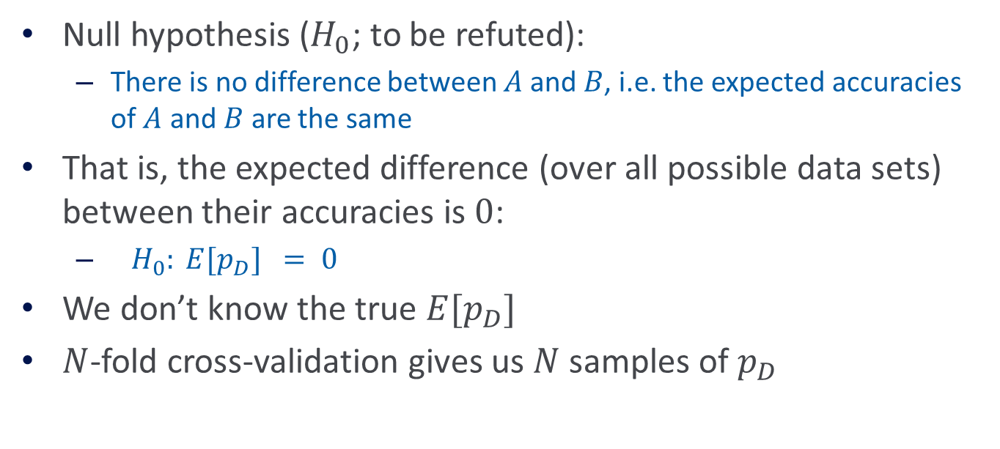 • Null hypothesis (H₀; to be refuted):
– There is no difference between A and B, i.e. the expected accuracies
of A and B are the same
• That is, the expected difference (over all possible data sets)
between their accuracies is 0:
– H₀: E[p_D] = 0
• We don’t know the true E[p_D]
• N-fold cross-validation gives us N samples of p_D